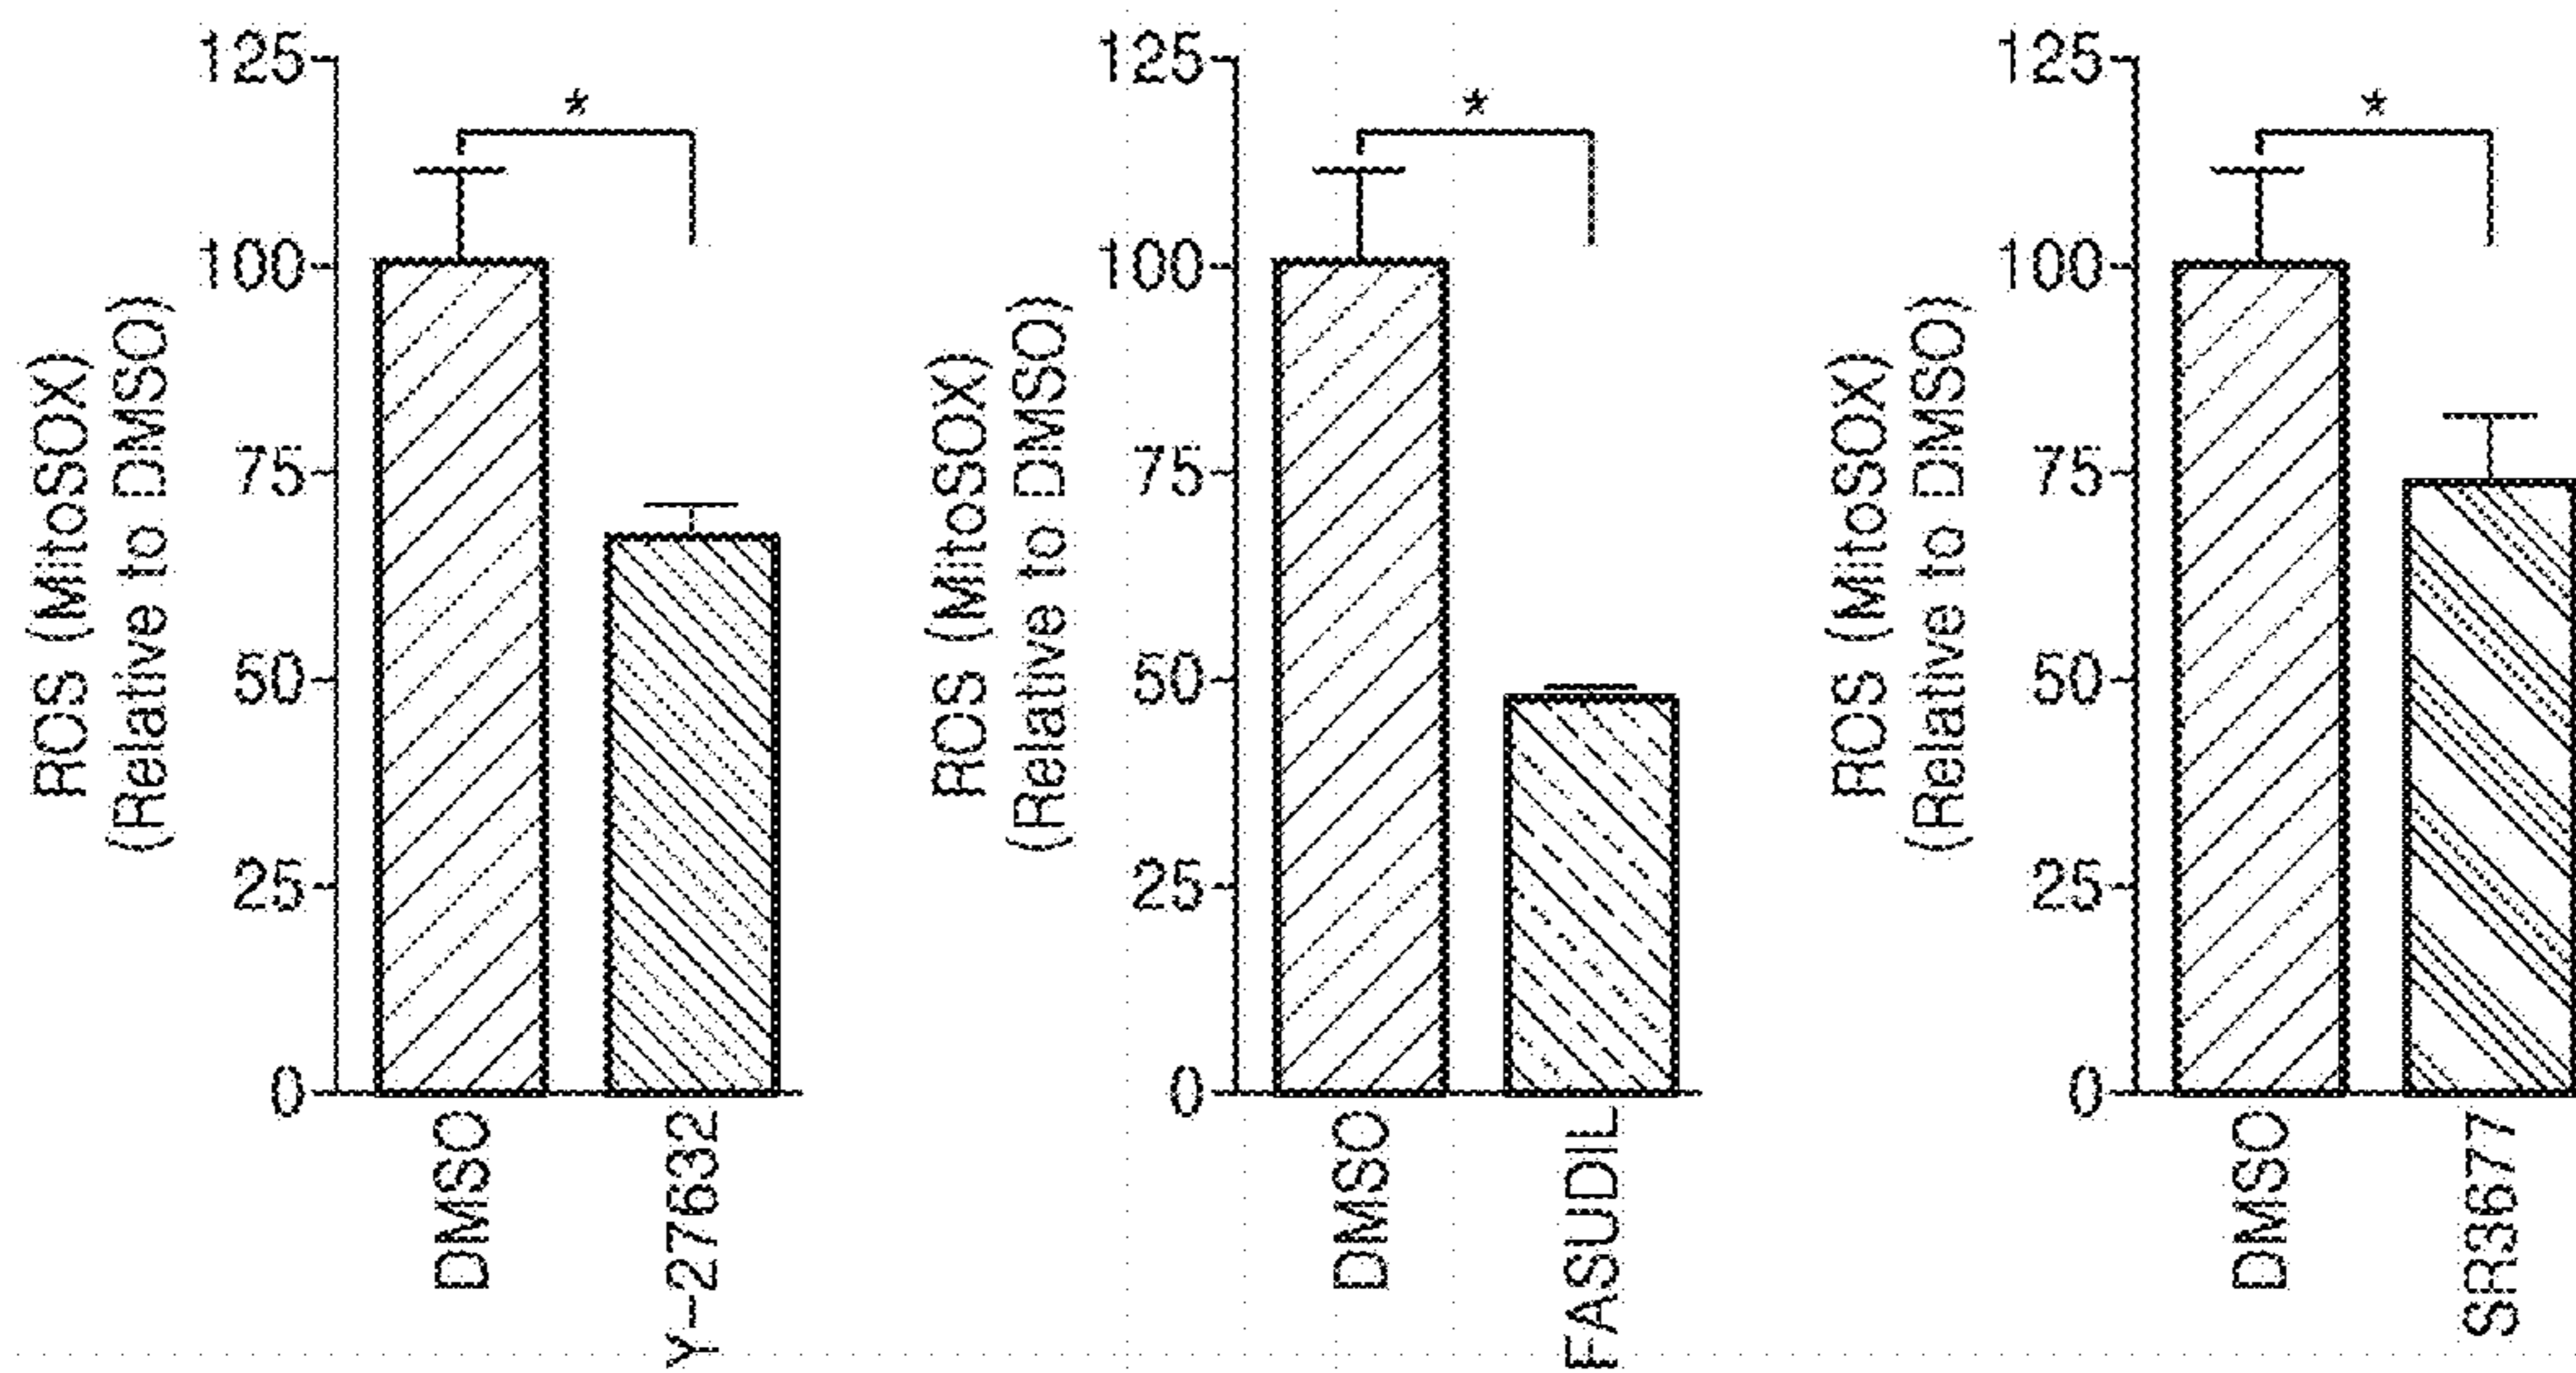 ROS (MitoSOX)
(Relative to DMSO)
125
100
75
50
25
0
*
DMSO
Y-27632
ROS (MitoSOX)
(Relative to DMSO)
125
100
75
50
25
0
*
DMSO
FASUDIL
ROS (MitoSOX)
(Relative to DMSO)
125
100
75
50
25
0
*
DMSO
SR3677